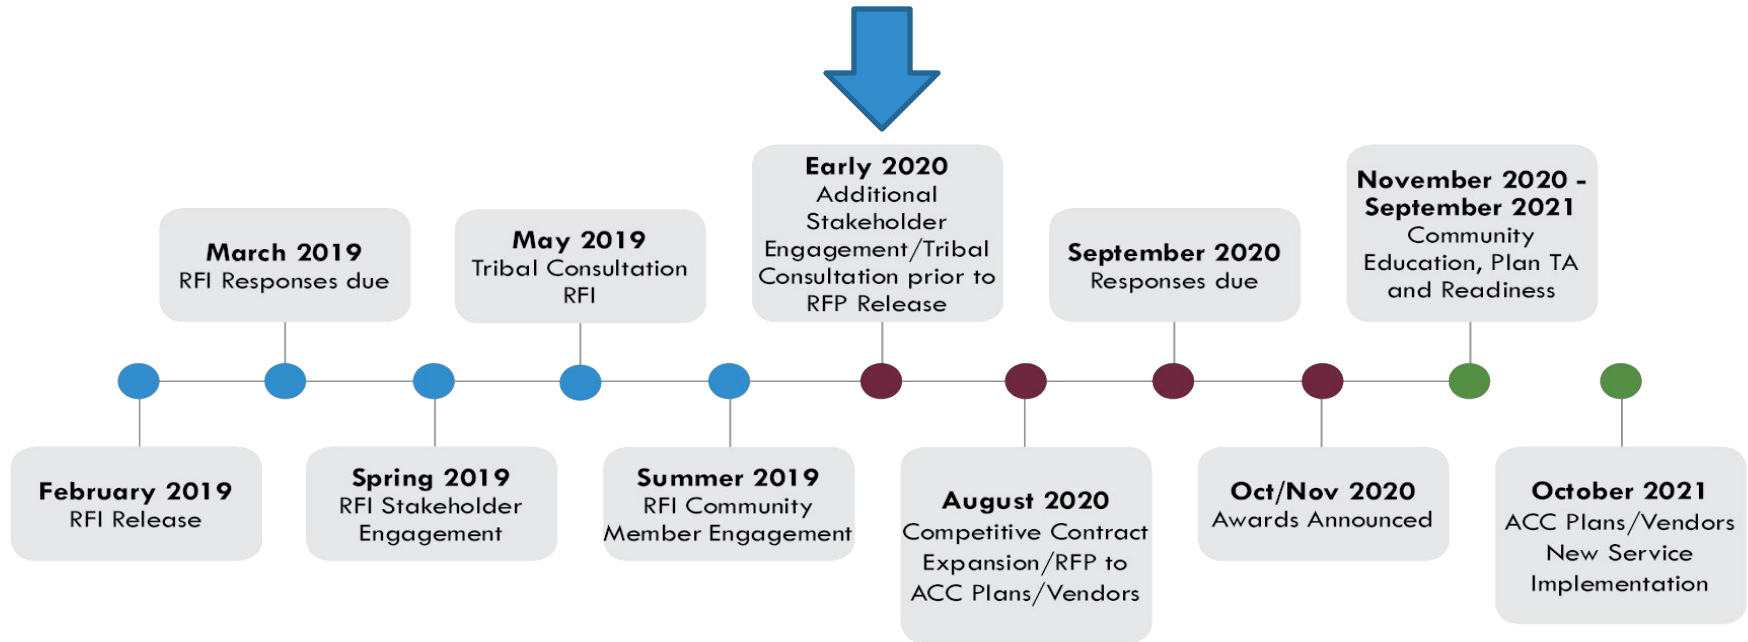 Early 2020
Additional
Stakeholder
Engagement/Tribal
Consultation prior to
RFP Release
November 2020 -
September 2021
Community
Education, Plan TA
and Readiness
March 2019
RFI Responses due
May 2019
Tribal Consultation
RFI
September 2020
Responses due
February 2019
RFI Release
Spring 2019
RFI Stakeholder
Engagement
Summer 2019
RFI Community
Member Engagement
August 2020
Competitive Contract
Expansion/RFP to
ACC Plans/Vendors
Oct/Nov 2020
Awards Announced
October 2021
ACC Plans/Vendors
New Service
Implementation